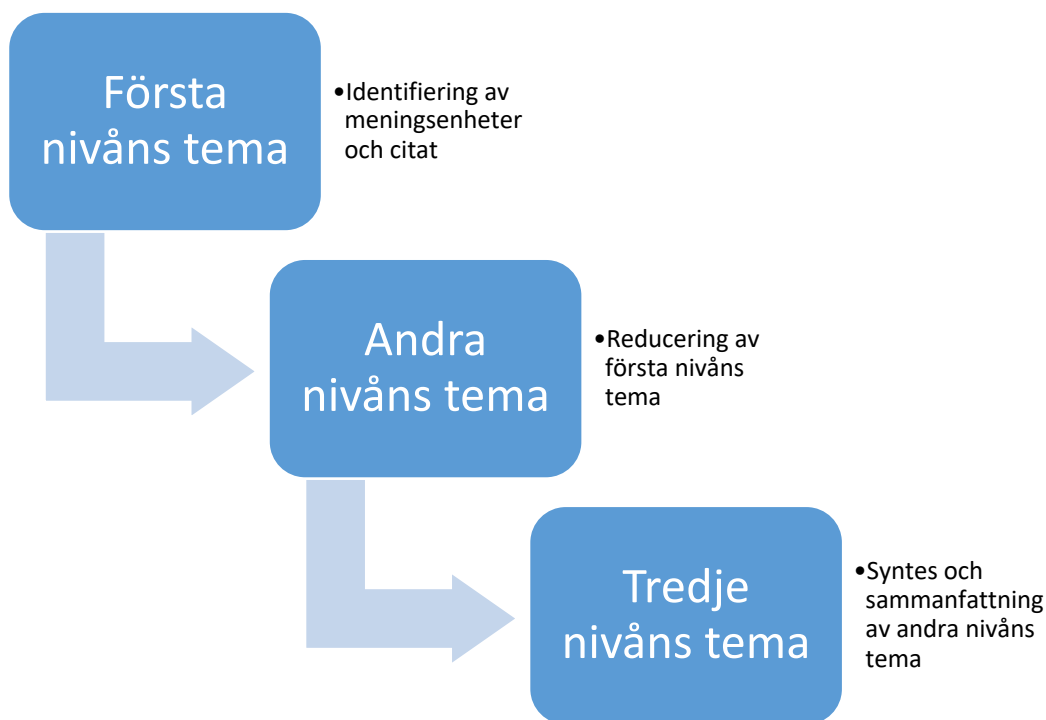 Första
nivåns tema
•Identifiering av
meningsenheter
och citat
Andra
nivåns tema
•Reducering av
första nivåns
tema
Tredje
nivåns tema
•Syntes och
sammanfattning
av andra nivåns
tema